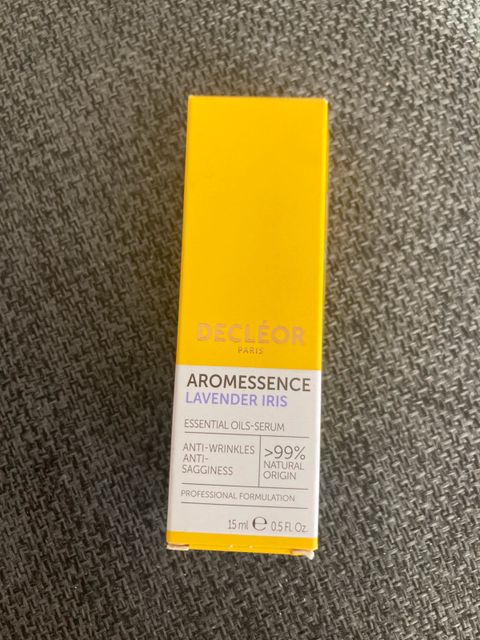 DECLÉOR
PARIS
AROMESSENCE
LAVENDER IRIS
ESSENTIAL OILS-SERUM
ANTI-WRINKLES
ANTI-
SAGGINESS
>99%
NATURAL
ORIGIN
PROFESSIONAL FORMULATION
15 ml ℮ 0.5 FL Oz.